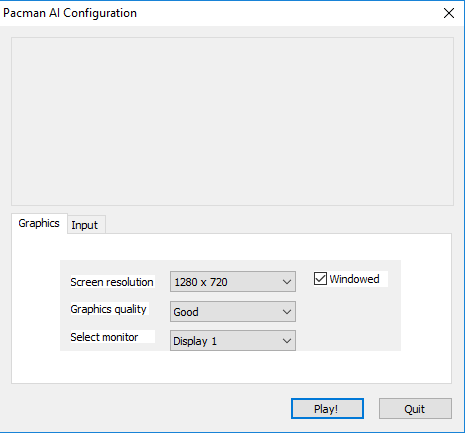 Pacman AI Configuration
Graphics
Input
Screen resolution 1280 x 720 Windowed
Graphics quality Good
Select monitor Display 1
Play! Quit